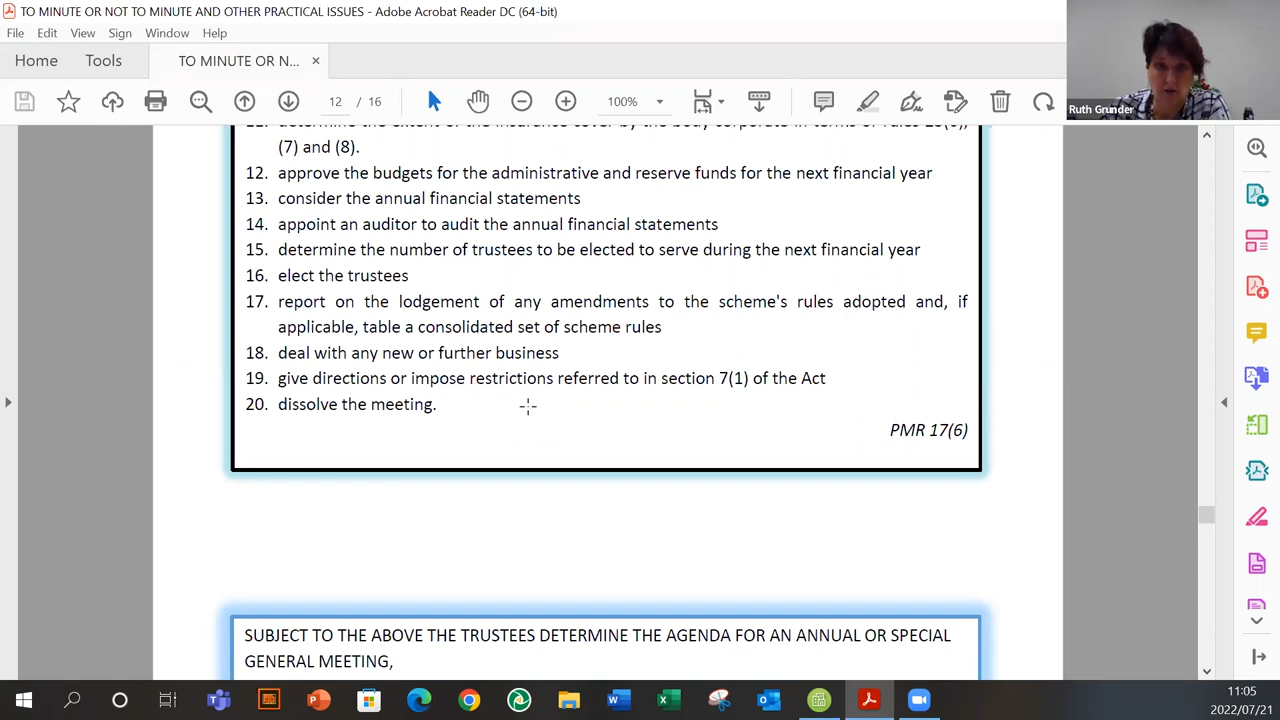 TO MINUTE OR NOT TO MINUTE AND OTHER PRACTICAL ISSUES - Adobe Acrobat Reader DC (64-bit)
File Edit View Sign Window Help
Home Tools TO MINUTE OR N... ×
12 / 16 100%
Ruth Grunder
(7) and (8).
12. approve the budgets for the administrative and reserve funds for the next financial year
13. consider the annual financial statements
14. appoint an auditor to audit the annual financial statements
15. determine the number of trustees to be elected to serve during the next financial year
16. elect the trustees
17. report on the lodgement of any amendments to the scheme's rules adopted and, if
applicable, table a consolidated set of scheme rules
18. deal with any new or further business
19. give directions or impose restrictions referred to in section 7(1) of the Act
20. dissolve the meeting.
PMR 17(6)
SUBJECT TO THE ABOVE THE TRUSTEES DETERMINE THE AGENDA FOR AN ANNUAL OR SPECIAL
GENERAL MEETING,
11:05
2022/07/21